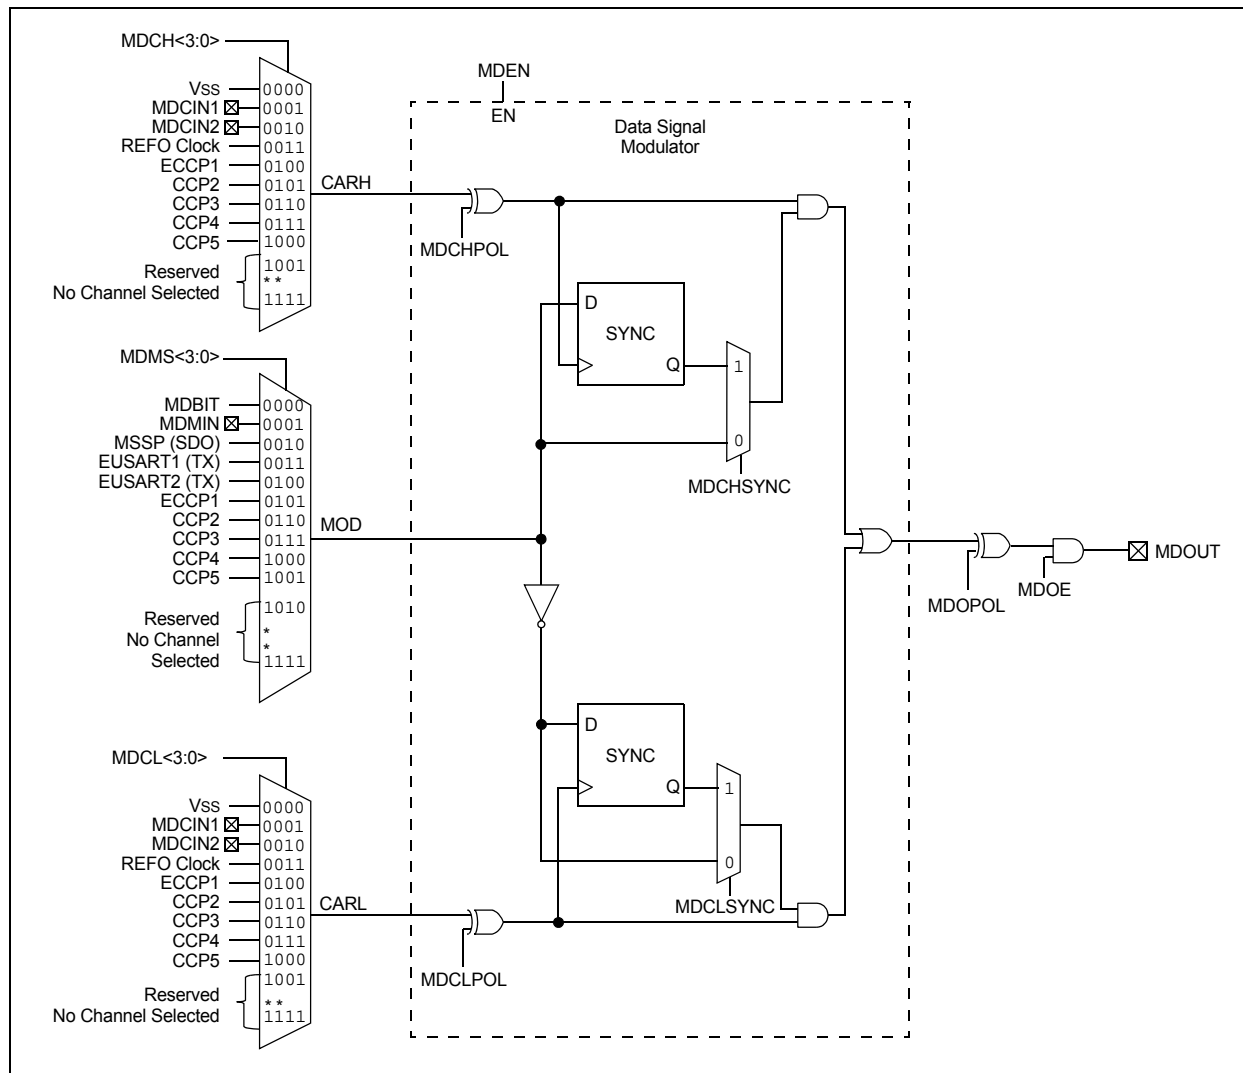 MDCH<3:0>
VSS 0000
MDCIN1 0001
MDCIN2 0010
REFO Clock 0011
ECCP1 0100
CCP2 0101
CCP3 0110
CCP4 0111
CCP5 1000
1001
Reserved
* *
No Channel Selected
1111
CARH
MDCHPOL
MDEN
EN
Data Signal
Modulator
D
SYNC
Q
1
0
MDCHSYNC
MDMS<3:0>
MDBIT 0000
MDMIN 0001
MSSP (SDO) 0010
EUSART1 (TX) 0011
EUSART2 (TX) 0100
ECCP1 0101
CCP2 0110
CCP3 0111
CCP4 1000
CCP5 1001
1010
Reserved
*
No Channel
*
Selected
1111
MOD
MDOPOL
MDOE
MDOUT
D
SYNC
Q
1
0
MDCLSYNC
MDCL<3:0>
VSS 0000
MDCIN1 0001
MDCIN2 0010
REFO Clock 0011
ECCP1 0100
CCP2 0101
CCP3 0110
CCP4 0111
CCP5 1000
1001
Reserved
* *
No Channel Selected
1111
CARL
MDCLPOL